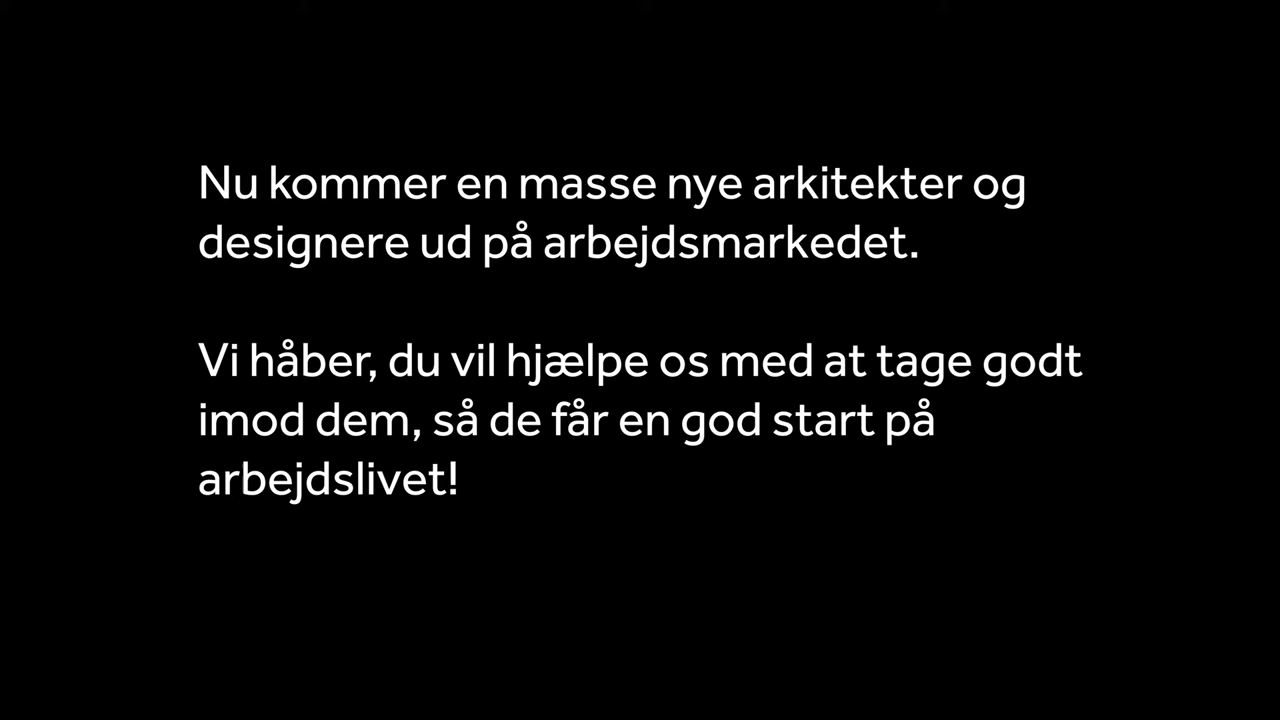 Nu kommer en masse nye arkitekter og
designere ud på arbejdsmarkedet.
Vi håber, du vil hjælpe os med at tage godt
imod dem, så de får en god start på
arbejdslivet!